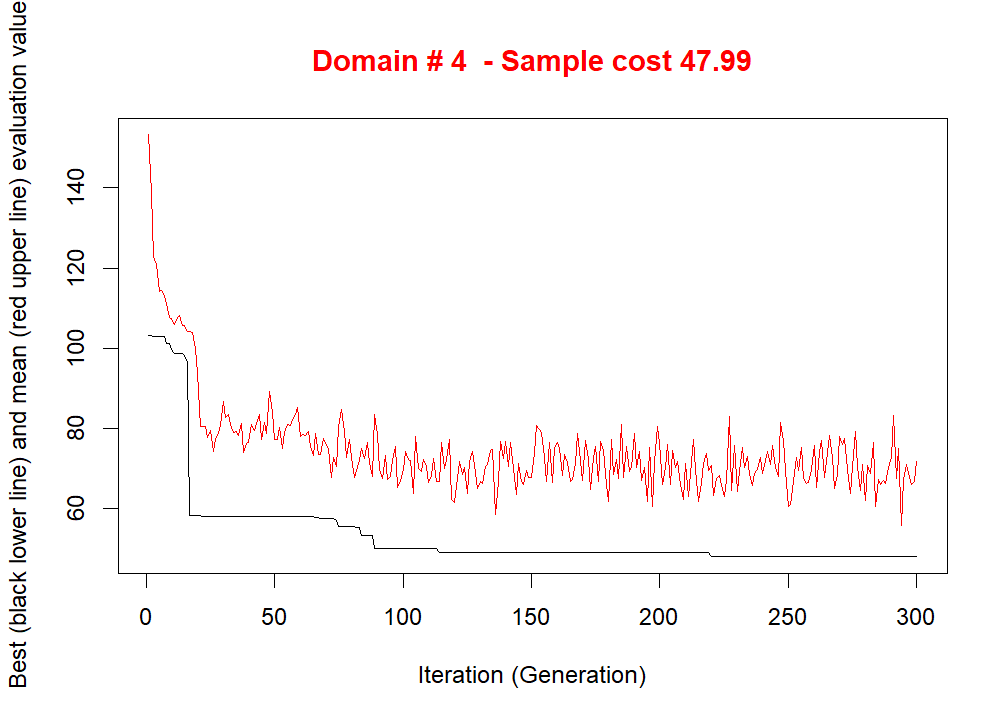 Domain # 4  - Sample cost 47.99
Best (black lower line) and mean (red upper line) evaluation value
140
120
100
80
60
0 50 100 150 200 250 300
Iteration (Generation)